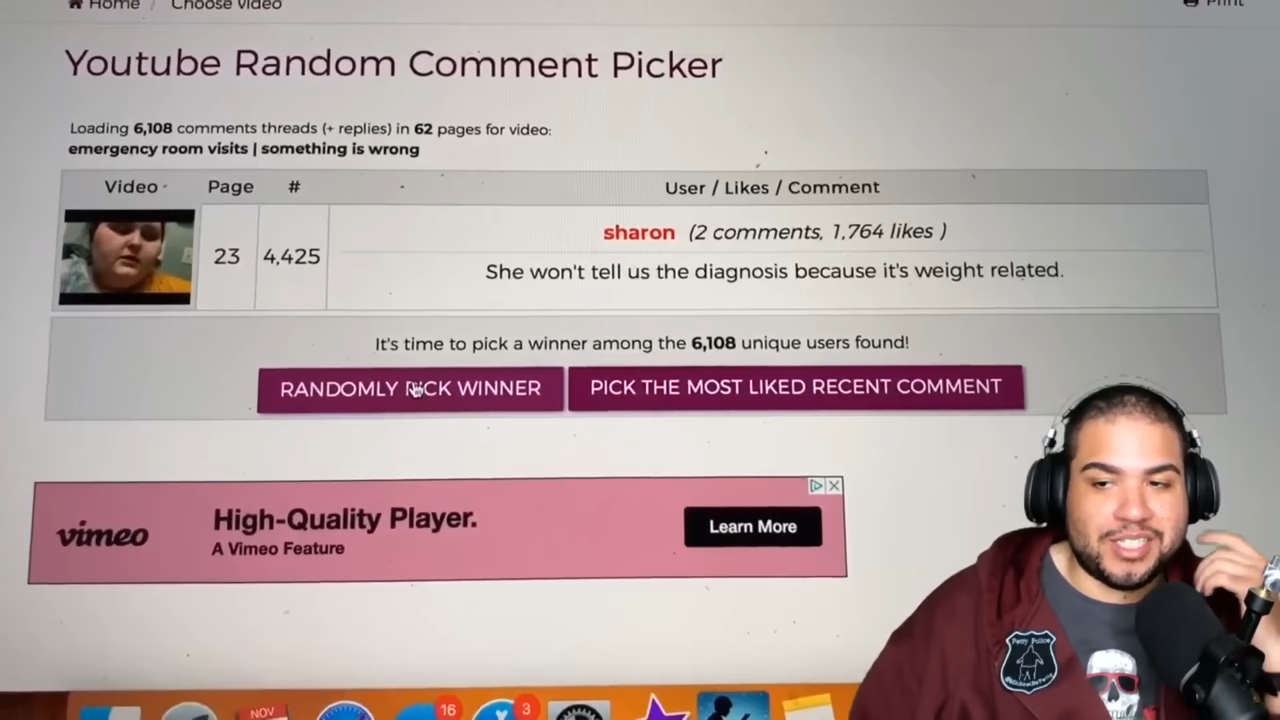 Home / Choose video
Print
Youtube Random Comment Picker
Loading 6,108 comments threads (+ replies) in 62 pages for video:
emergency room visits | something is wrong
Video Page # User / Likes / Comment
23 4,425 sharon (2 comments, 1,764 likes )
She won't tell us the diagnosis because it's weight related.
It's time to pick a winner among the 6,108 unique users found!
RANDOMLY PICK WINNER PICK THE MOST LIKED RECENT COMMENT
vimeo
High-Quality Player.
A Vimeo Feature
Learn More
Petty Police
NOV
16
3